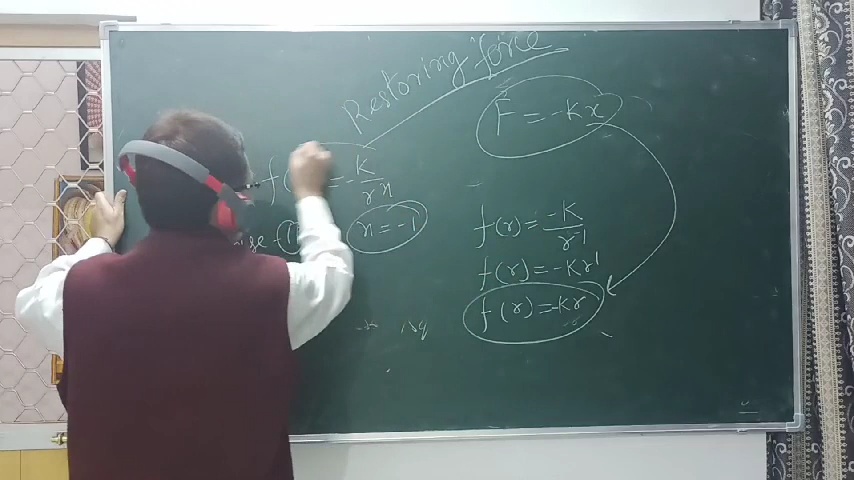 Restoring force
F = -Kx
f( = -K/r^n
n = -1
f(r) = -K/r^-1
f(r) = -Kr^1
f(r) = -Kr